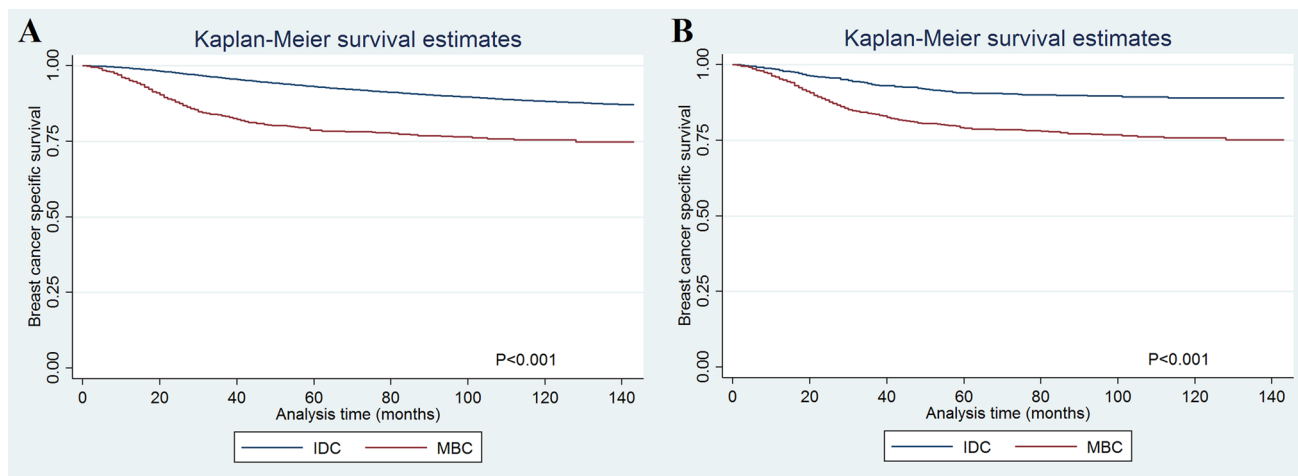 A
Kaplan-Meier survival estimates
Breast cancer specific survival
1.00
0.75
0.50
0.25
0.00
P<0.001
0 20 40 60 80 100 120 140
Analysis time (months)
IDC MBC
B
Kaplan-Meier survival estimates
Breast cancer specific survival
1.00
0.75
0.50
0.25
0.00
P<0.001
0 20 40 60 80 100 120 140
Analysis time (months)
IDC MBC